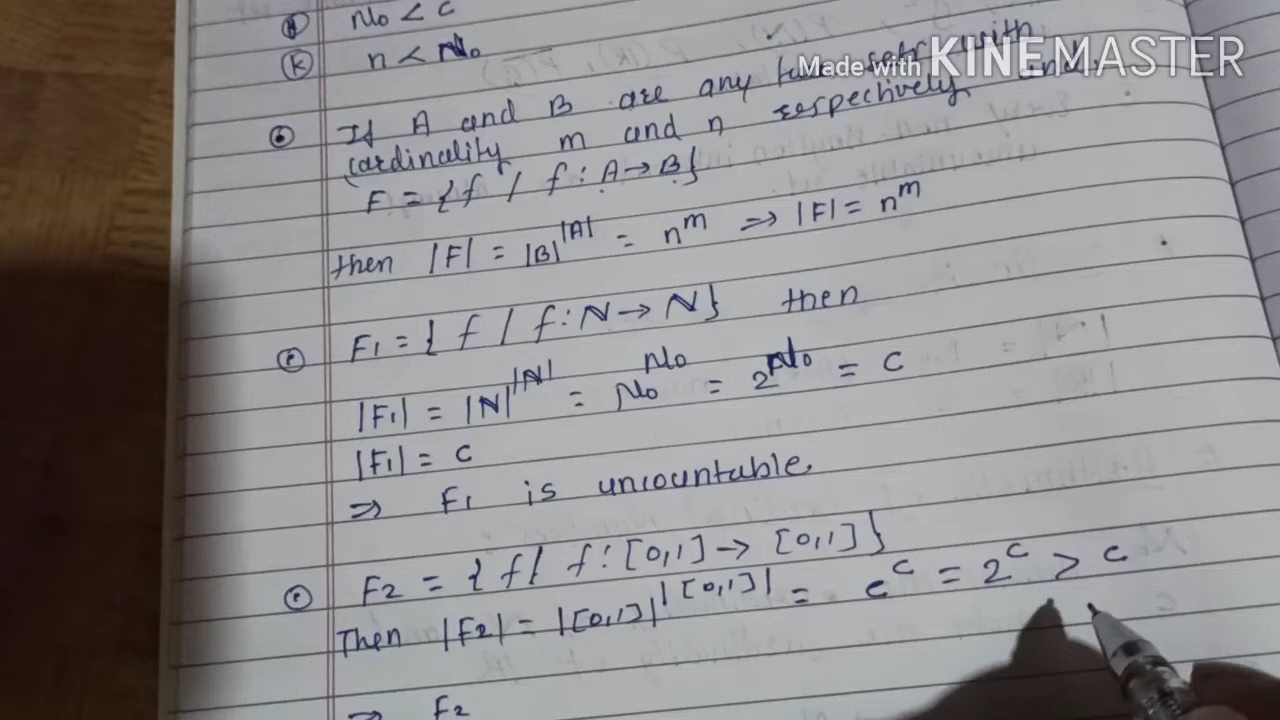 ℵ₀ < c
(k) n < ℵ₀
Made with KINEMASTER
If A and B are any two sets with
cardinality m and n respectively and.
F = {f / f : A → B}
Then |F| = |B|^|A| = n^m ⇒ |F| = n^m
F₁ = { f / f : N → N } then
|F₁| = |N|^|N| = ℵ₀^ℵ₀ = 2^ℵ₀ = c
|F₁| = c
⇒ F₁ is uncountable.
F₂ = { f / f : [0,1] → [0,1] }
Then |F₂| = |[0,1]|^|[0,1]| = c^c = 2^c > c
⇒ F₂